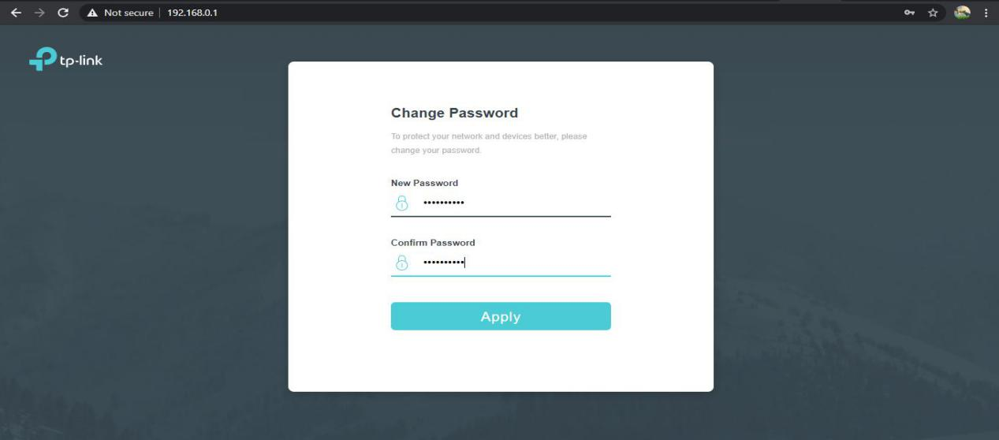 Not secure | 192.168.0.1
tp-link
Change Password
To protect your network and devices better, please
change your password.
New Password
••••••••••
Confirm Password
••••••••••
Apply